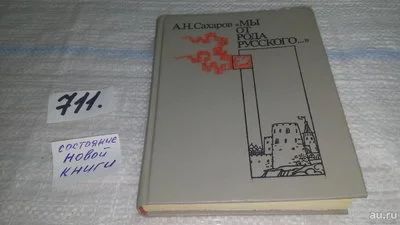 А.Н.Сахаров «МЫ
ОТ
РОДА
РУССКОГО...»
711.
состояние
новой
книги
au.ru